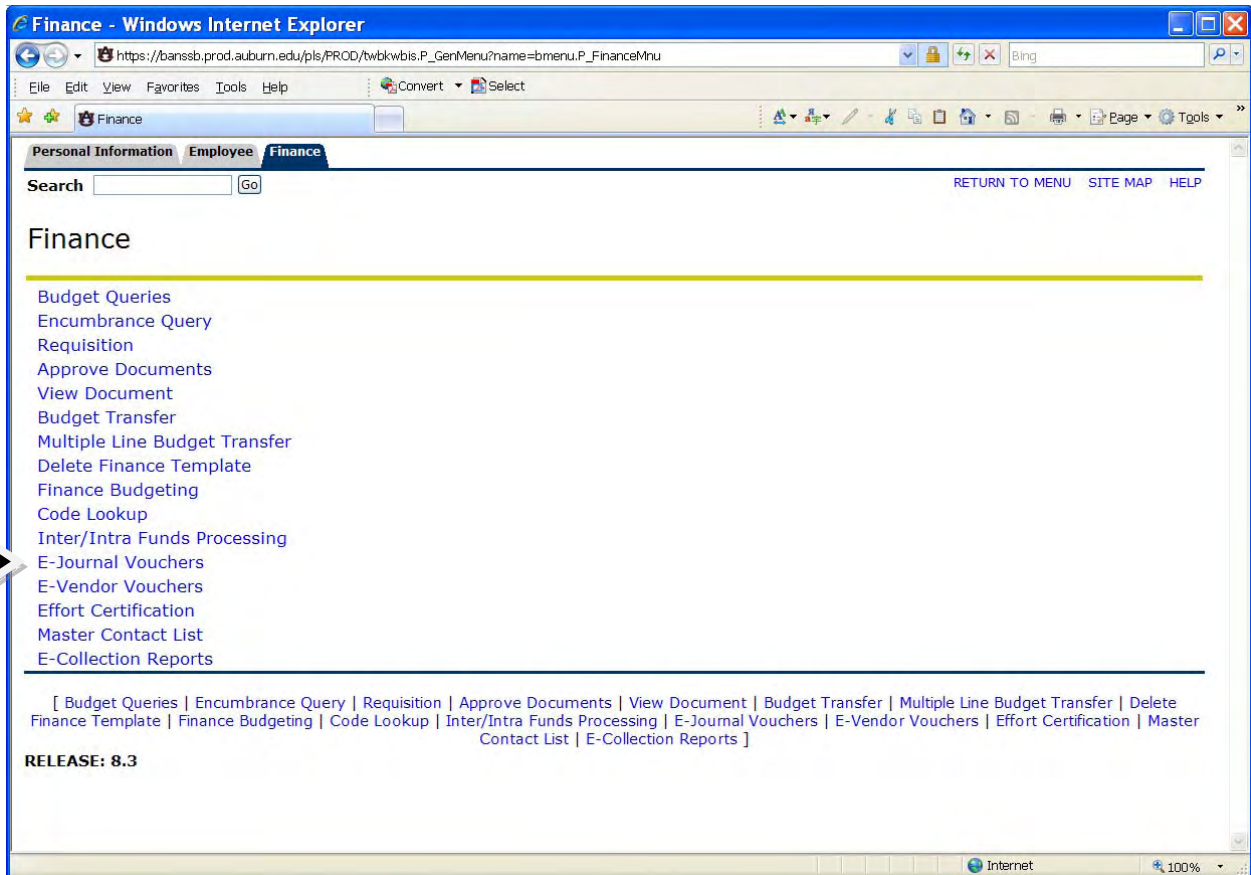 Finance - Windows Internet Explorer
https://banssb.prod.auburn.edu/pls/PROD/twbkwbis.P_GenMenu?name=bmenu.P_FinanceMnu Bing
File Edit View Favorites Tools Help Convert Select
Finance Page Tools »
Personal Information Employee Finance
Search Go RETURN TO MENU SITE MAP HELP
Finance
Budget Queries
Encumbrance Query
Requisition
Approve Documents
View Document
Budget Transfer
Multiple Line Budget Transfer
Delete Finance Template
Finance Budgeting
Code Lookup
Inter/Intra Funds Processing
E-Journal Vouchers
E-Vendor Vouchers
Effort Certification
Master Contact List
E-Collection Reports
[ Budget Queries | Encumbrance Query | Requisition | Approve Documents | View Document | Budget Transfer | Multiple Line Budget Transfer | Delete
Finance Template | Finance Budgeting | Code Lookup | Inter/Intra Funds Processing | E-Journal Vouchers | E-Vendor Vouchers | Effort Certification | Master
Contact List | E-Collection Reports ]
RELEASE: 8.3
Internet 100%